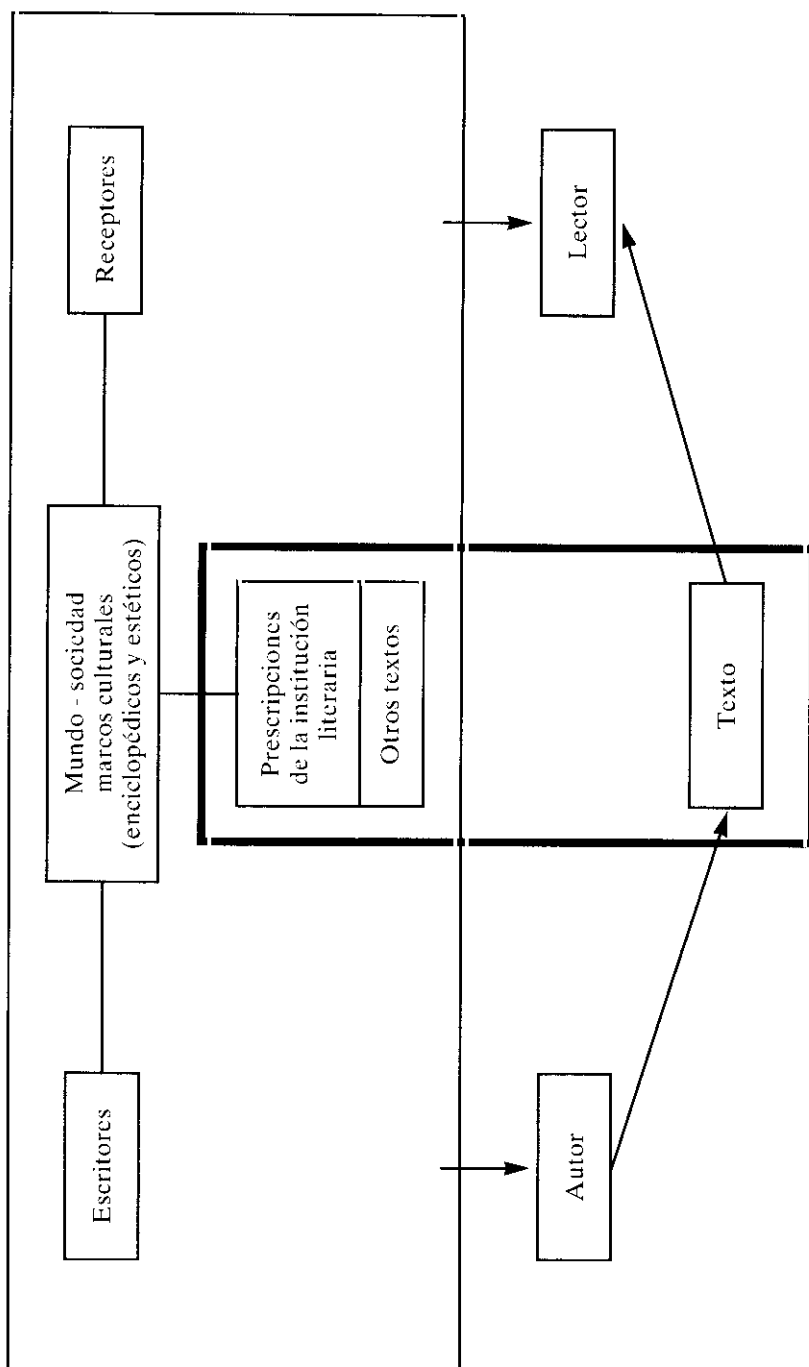 Escritores
Mundo - sociedad
marcos culturales
(enciclopédicos y estéticos)
Receptores
Prescripciones
de la institución
literaria
Otros textos
Autor
Texto
Lector